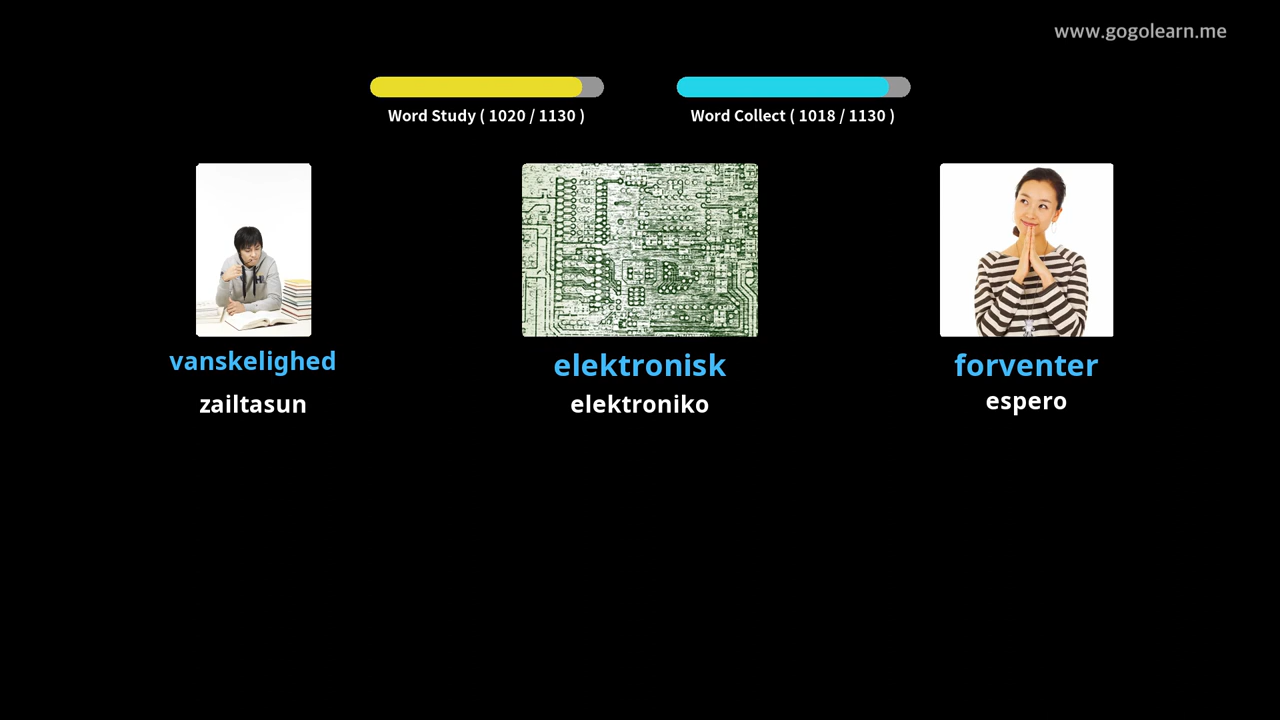 www.gogolearn.me
Word Study ( 1020 / 1130 )
Word Collect ( 1018 / 1130 )
vanskelighed
zailtasun
elektronisk
elektroniko
forventer
espero